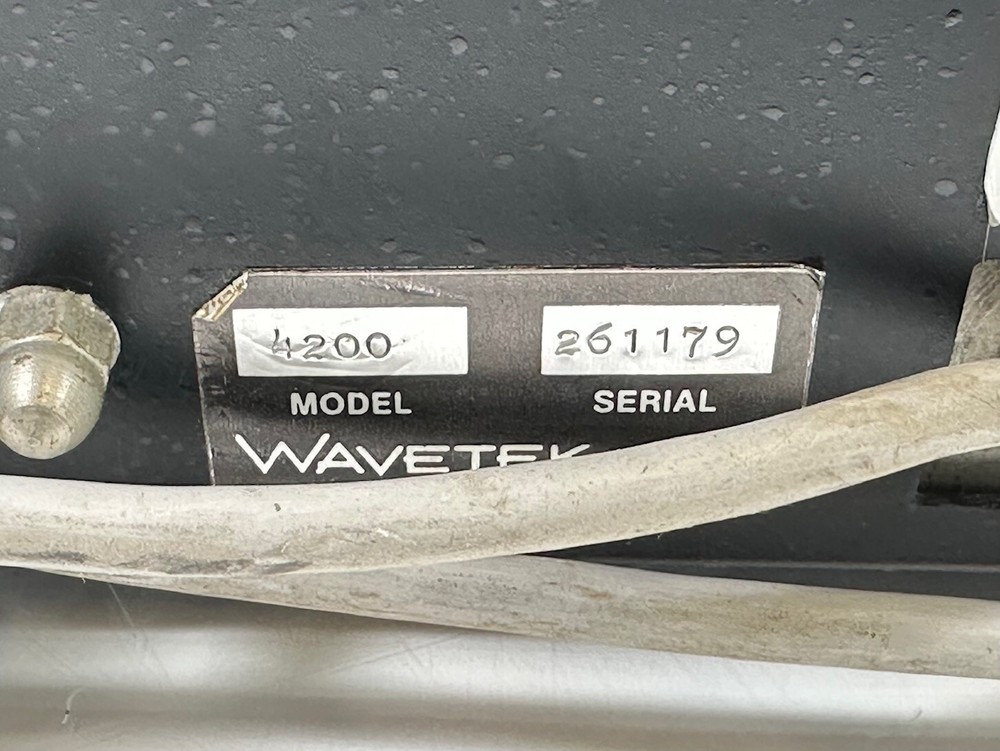 4200 261179
MODEL SERIAL
WAVETEK